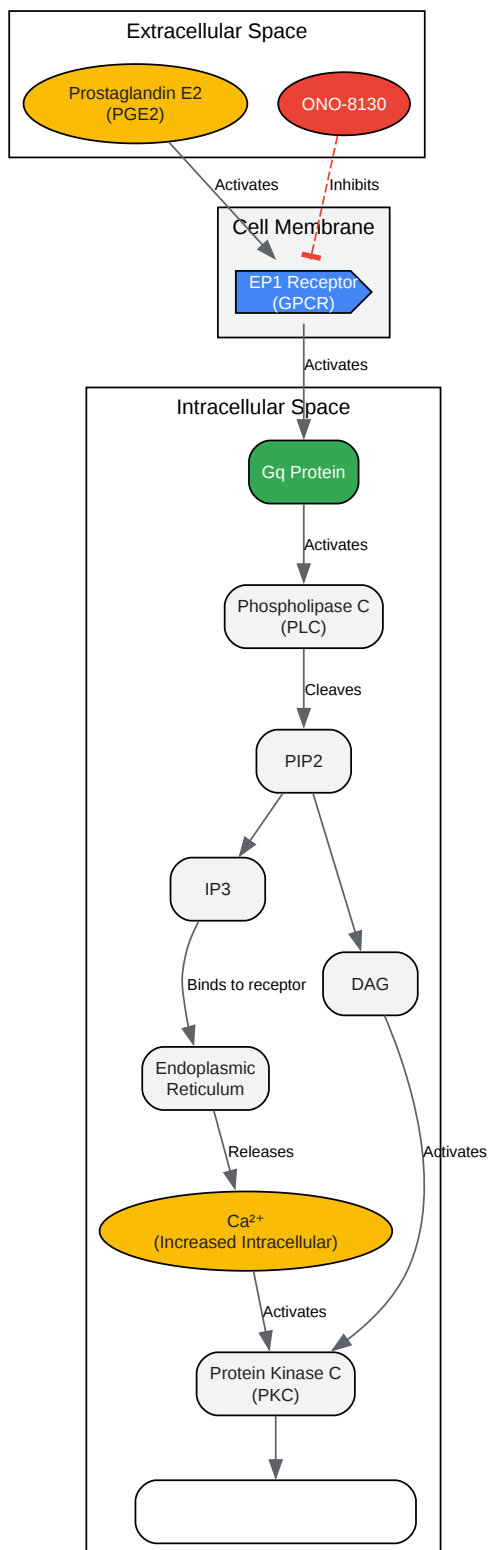 Extracellular Space
Prostaglandin E2
(PGE2)
ONO-8130
Activates
Inhibits
Cell Membrane
EP1 Receptor
(GPCR)
Activates
Intracellular Space
Gq Protein
Activates
Phospholipase C
(PLC)
Cleaves
PIP2
IP3
DAG
Binds to receptor
Endoplasmic
Reticulum
Releases
Activates
Ca²⁺
(Increased Intracellular)
Activates
Protein Kinase C
(PKC)